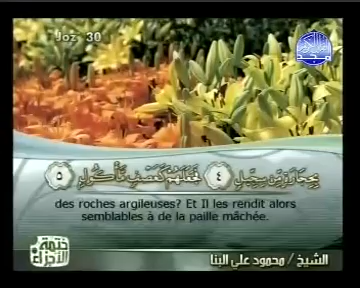 Joz 30
المجد
بِحِجَارَةٍ مِّن سِجِّيلٍ ٤ فَجَعَلَهُمْ كَعَصْفٍ مَّأْكُولٍ ٥
des roches argileuses? Et Il les rendit alors
semblables à de la paille mâchée.
ختمة
الأجزاء
الشيخ / محمود علي البنا